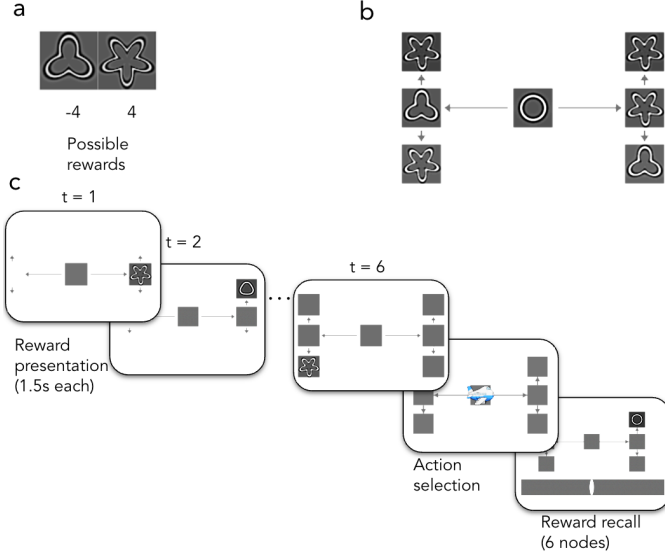 a
b
-4 4
Possible
rewards
c
t = 1
t = 2
t = 6
Reward
presentation
(1.5s each)
Action
selection
Reward recall
(6 nodes)